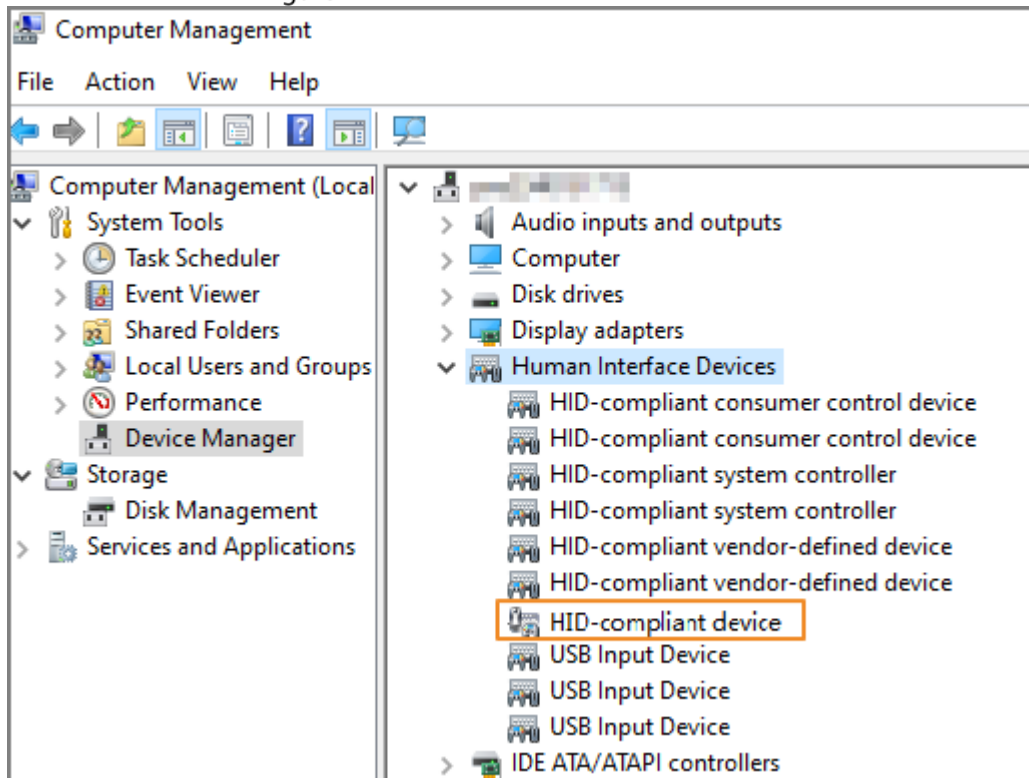 Computer Management
File Action View Help
Computer Management (Local
System Tools
Task Scheduler
Event Viewer
Shared Folders
Local Users and Groups
Performance
Device Manager
Storage
Disk Management
Services and Applications
Audio inputs and outputs
Computer
Disk drives
Display adapters
Human Interface Devices
HID-compliant consumer control device
HID-compliant consumer control device
HID-compliant system controller
HID-compliant system controller
HID-compliant vendor-defined device
HID-compliant vendor-defined device
HID-compliant device
USB Input Device
USB Input Device
USB Input Device
IDE ATA/ATAPI controllers